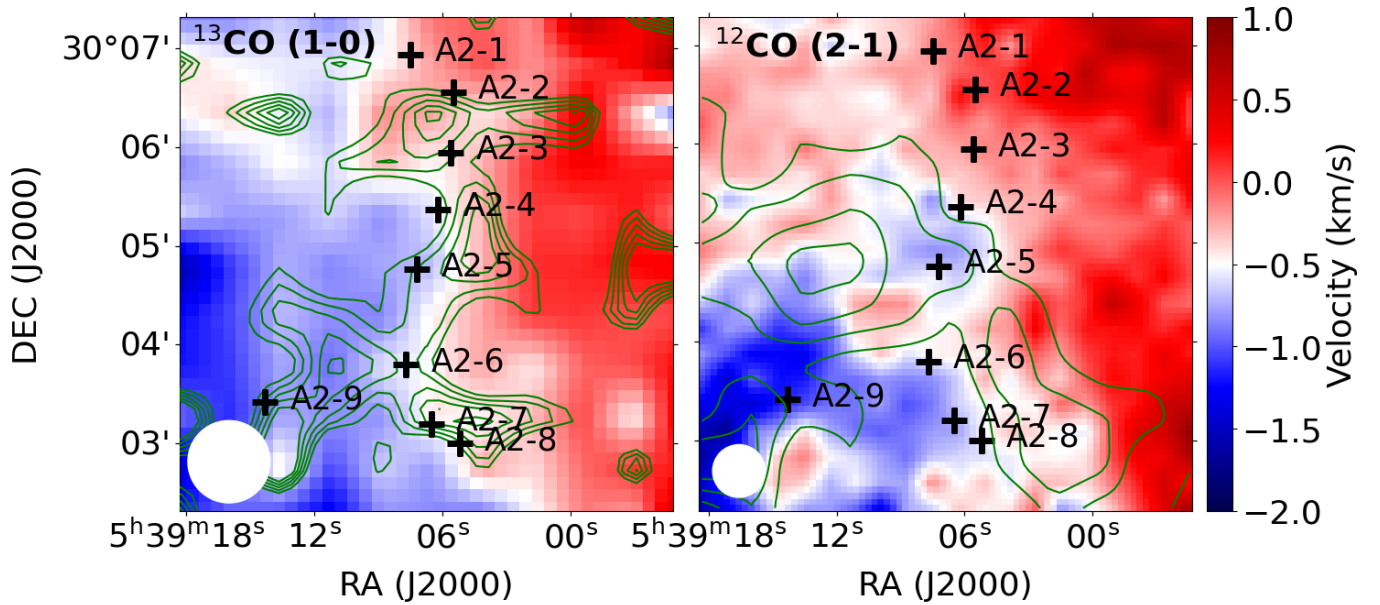 ¹³CO (1-0)
A2-1
A2-2
A2-3
A2-4
A2-5
A2-6
A2-7
A2-8
A2-9
30°07'
06'
05'
04'
03'
DEC (J2000)
5ʰ39ᵐ18ˢ 12ˢ 06ˢ 00ˢ
RA (J2000)
¹²CO (2-1)
A2-1
A2-2
A2-3
A2-4
A2-5
A2-6
A2-7
A2-8
A2-9
5ʰ39ᵐ18ˢ 12ˢ 06ˢ 00ˢ
RA (J2000)
1.0
0.5
0.0
−0.5
−1.0
−1.5
−2.0
Velocity (km/s)